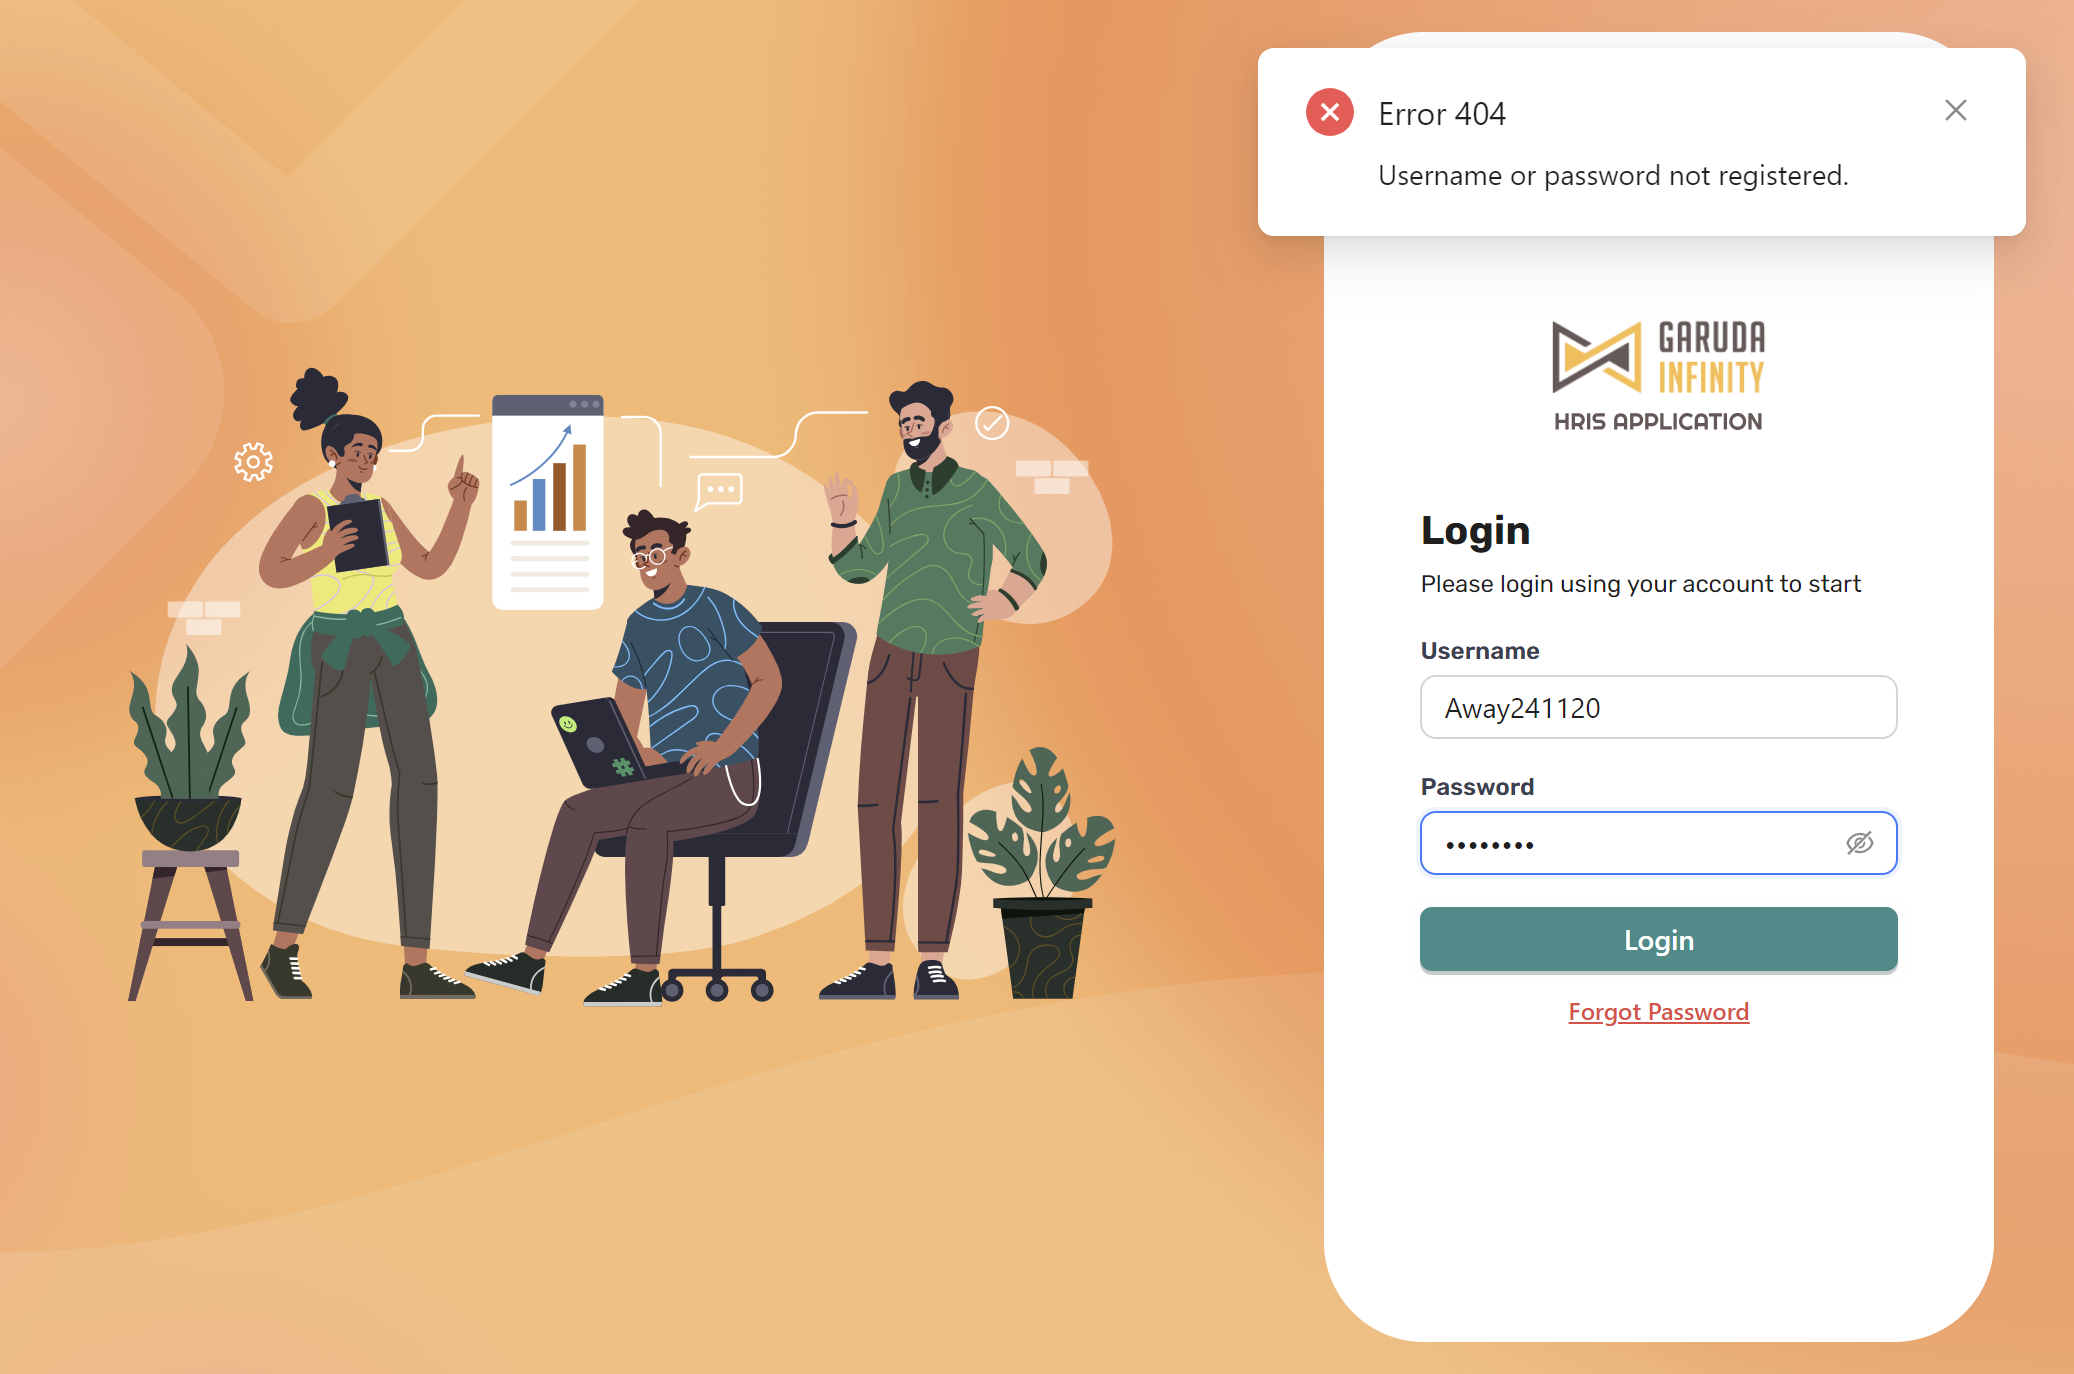 Error 404
Username or password not registered.
GARUDA
INFINITY
HRIS APPLICATION
Login
Please login using your account to start
Username
Away241120
Password
••••••••
Login
Forgot Password